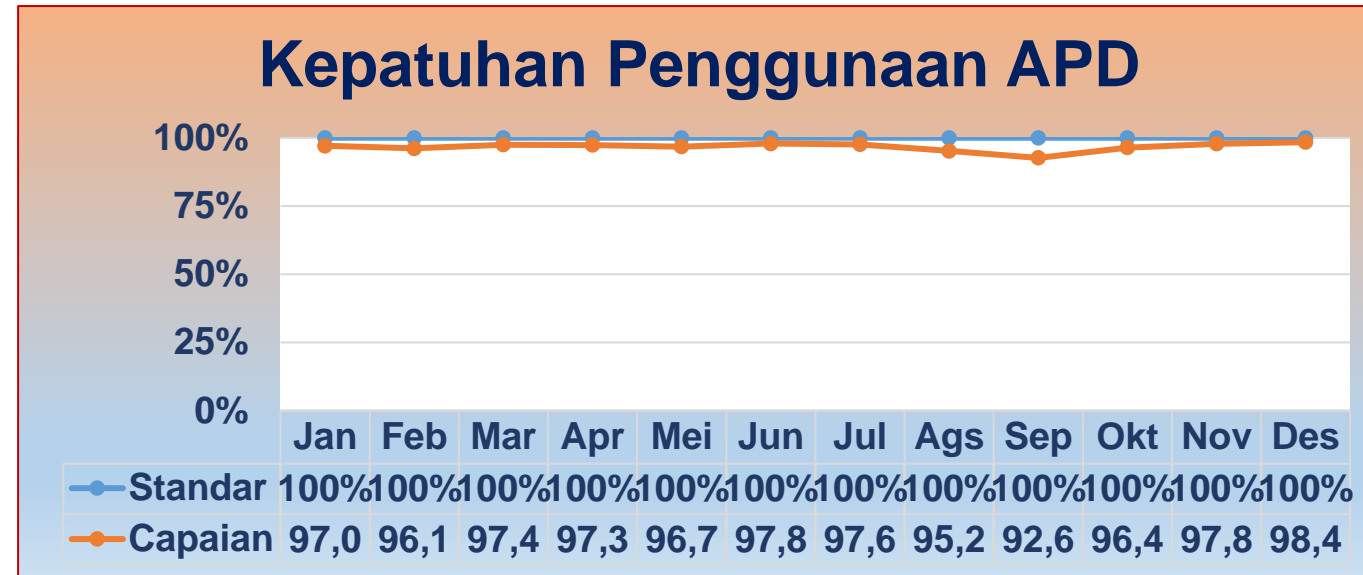 Kepatuhan Penggunaan APD
100%
75%
50%
25%
0%
Jan Feb Mar Apr Mei Jun Jul Ags Sep Okt Nov Des
Standar 100% 100% 100% 100% 100% 100% 100% 100% 100% 100% 100% 100%
Capaian 97,0 96,1 97,4 97,3 96,7 97,8 97,6 95,2 92,6 96,4 97,8 98,4